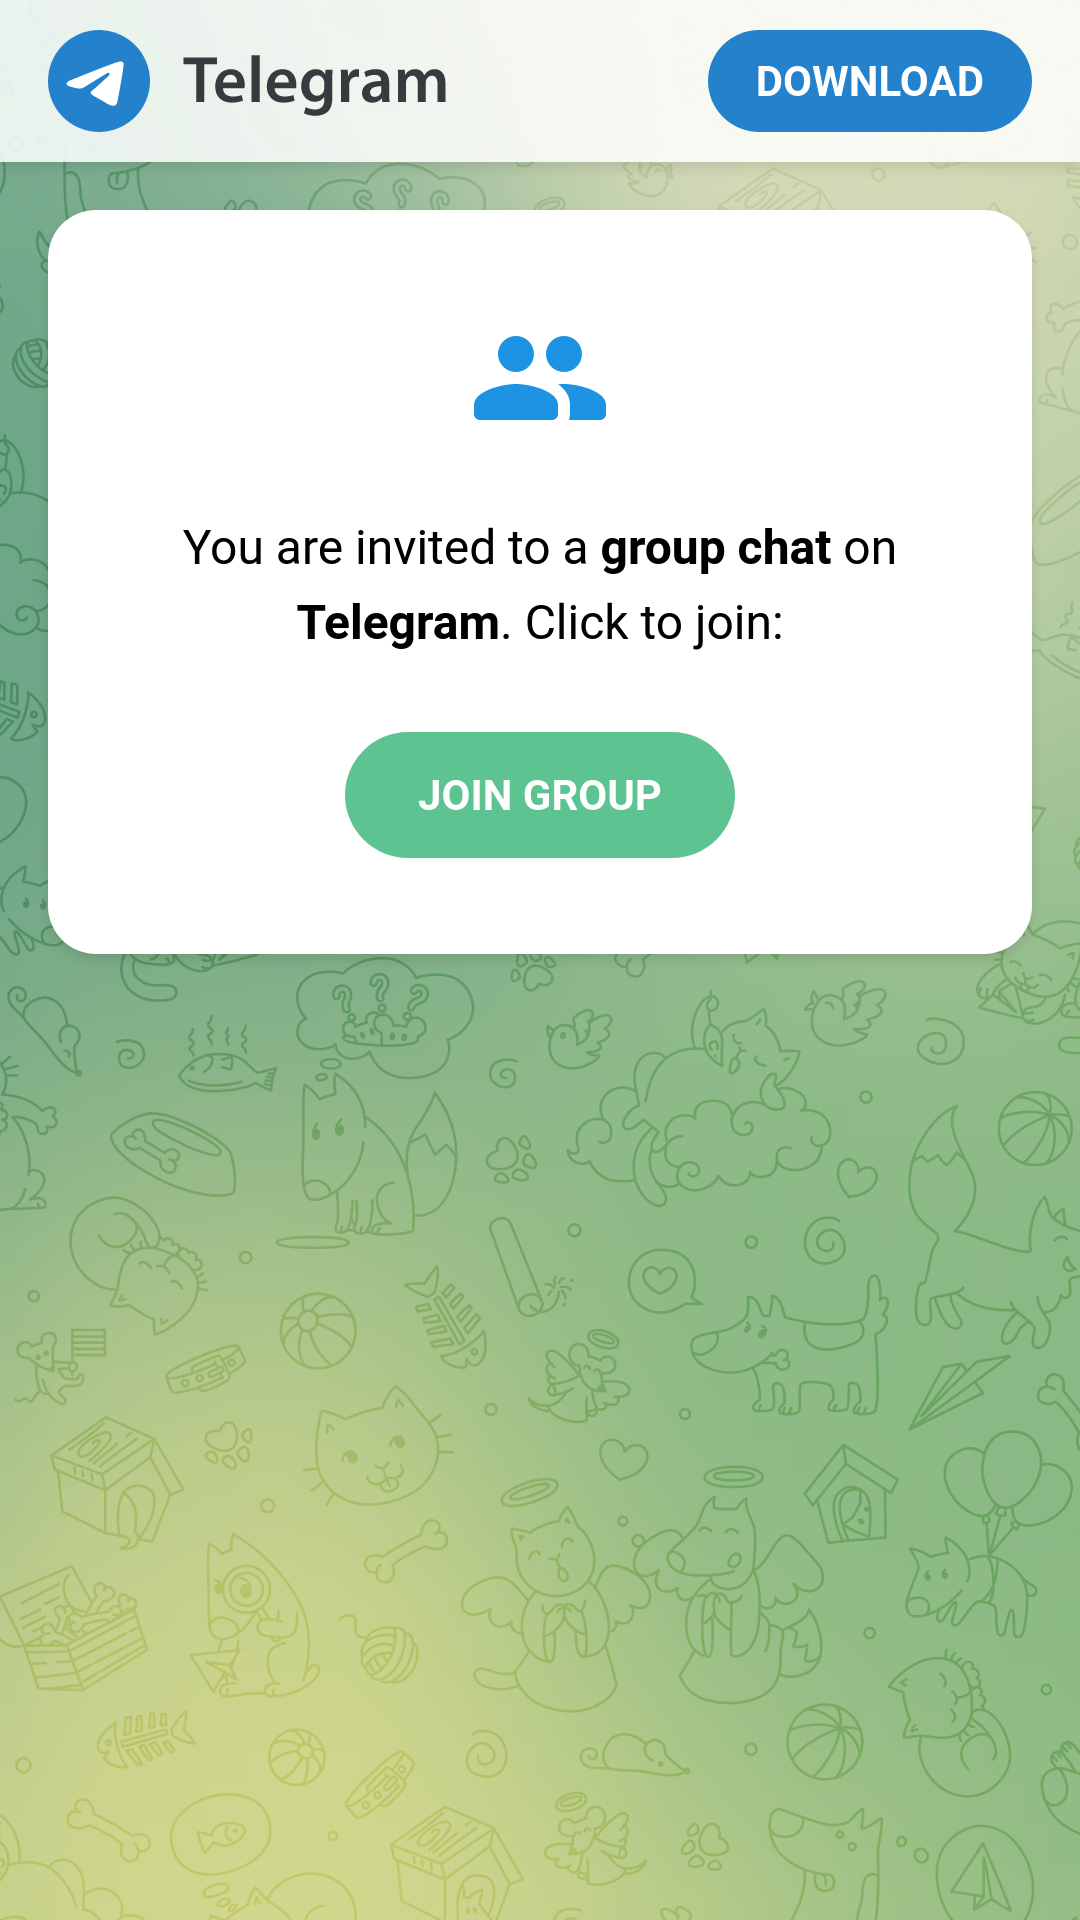 Telegram
DOWNLOAD
You are invited to a group chat on
Telegram. Click to join:
JOIN GROUP